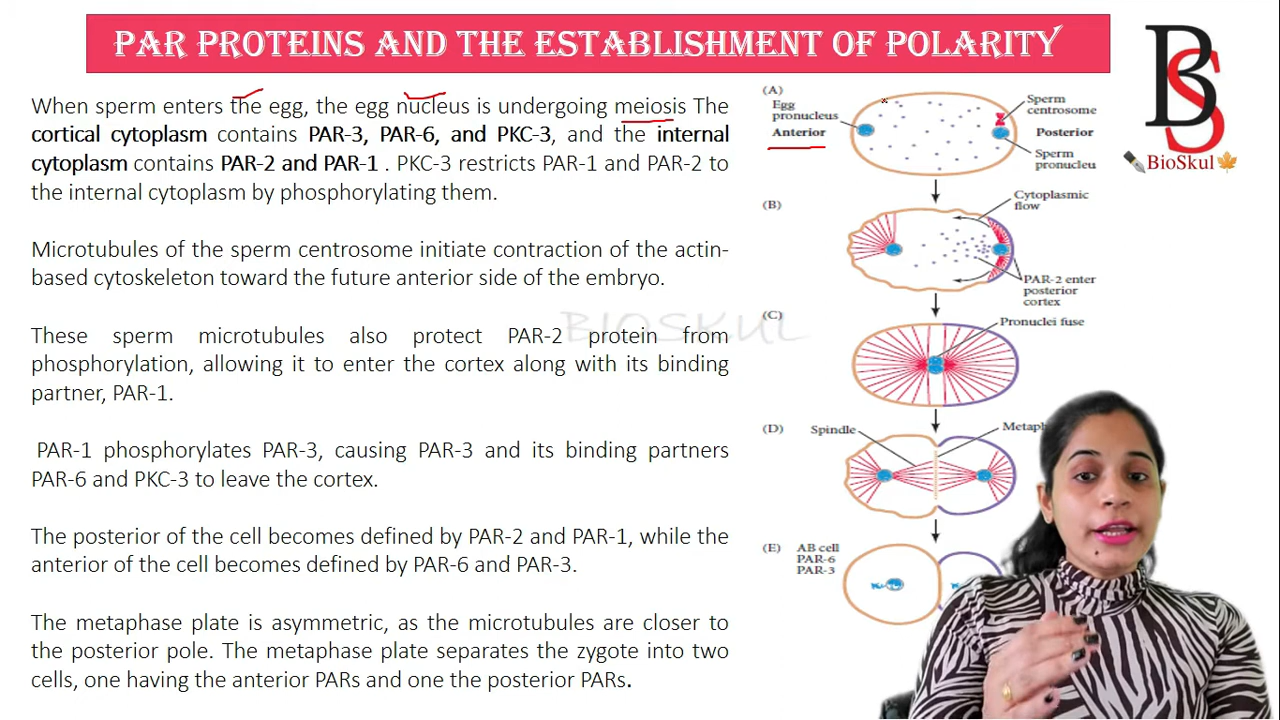 PAR PROTEINS AND THE ESTABLISHMENT OF POLARITY
When sperm enters the egg, the egg nucleus is undergoing meiosis The
cortical cytoplasm contains PAR-3, PAR-6, and PKC-3, and the internal
cytoplasm contains PAR-2 and PAR-1 . PKC-3 restricts PAR-1 and PAR-2 to
the internal cytoplasm by phosphorylating them.
Microtubules of the sperm centrosome initiate contraction of the actin-
based cytoskeleton toward the future anterior side of the embryo.
These sperm microtubules also protect PAR-2 protein from
phosphorylation, allowing it to enter the cortex along with its binding
partner, PAR-1.
PAR-1 phosphorylates PAR-3, causing PAR-3 and its binding partners
PAR-6 and PKC-3 to leave the cortex.
The posterior of the cell becomes defined by PAR-2 and PAR-1, while the
anterior of the cell becomes defined by PAR-6 and PAR-3.
The metaphase plate is asymmetric, as the microtubules are closer to
the posterior pole. The metaphase plate separates the zygote into two
cells, one having the anterior PARs and one the posterior PARs.
BIOSKUL
(A)
Egg
pronucleus
Anterior
Sperm
centrosome
Posterior
Sperm
pronucleu
(B)
Cytoplasmic
flow
PAR-2 enter
posterior
cortex
(C)
Pronuclei fuse
(D)
Spindle
(E)
AB cell
PAR-6
PAR-3
BS
BioSkul